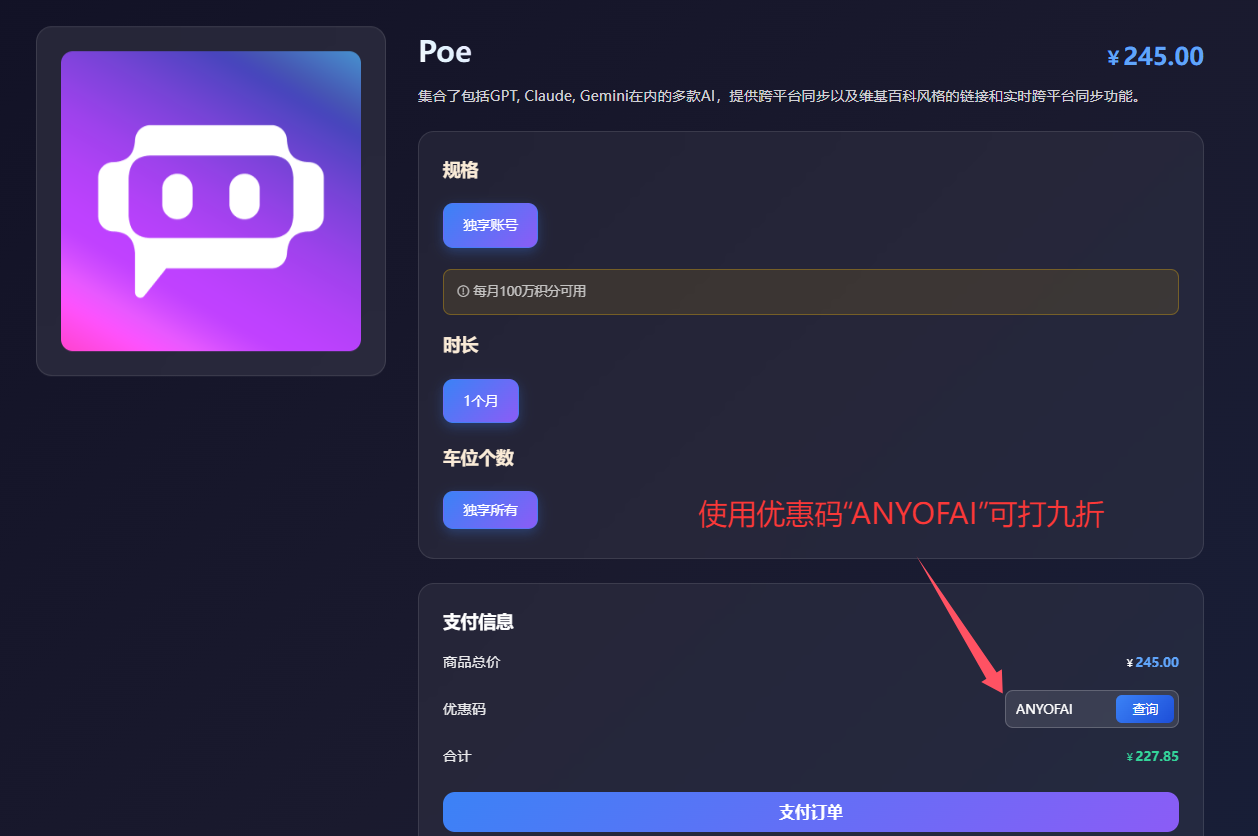 Poe
¥245.00
集合了包括GPT, Claude, Gemini在内的多款AI，提供跨平台同步以及维基百科风格的链接和实时跨平台同步功能。
规格
独享账号
每月100万积分可用
时长
1个月
车位个数
独享所有
使用优惠码“ANYOFAI”可打九折
支付信息
商品总价
¥245.00
优惠码
ANYOFAI
查询
合计
¥227.85
支付订单